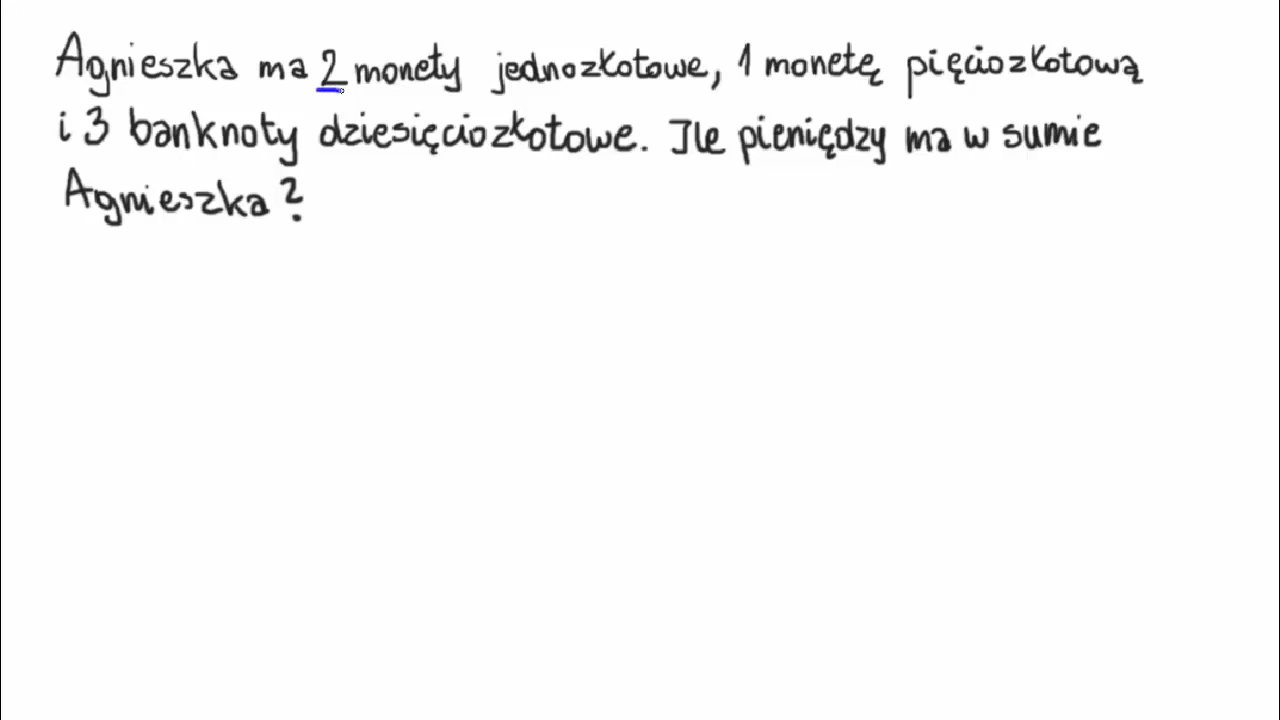 Agnieszka ma 2 monety jednozłotowe, 1 monetę pięciozłotową
i 3 banknoty dziesięciozłotowe. Ile pieniędzy ma w sumie
Agnieszka?